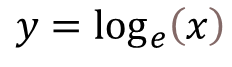 y = logₑ(x)